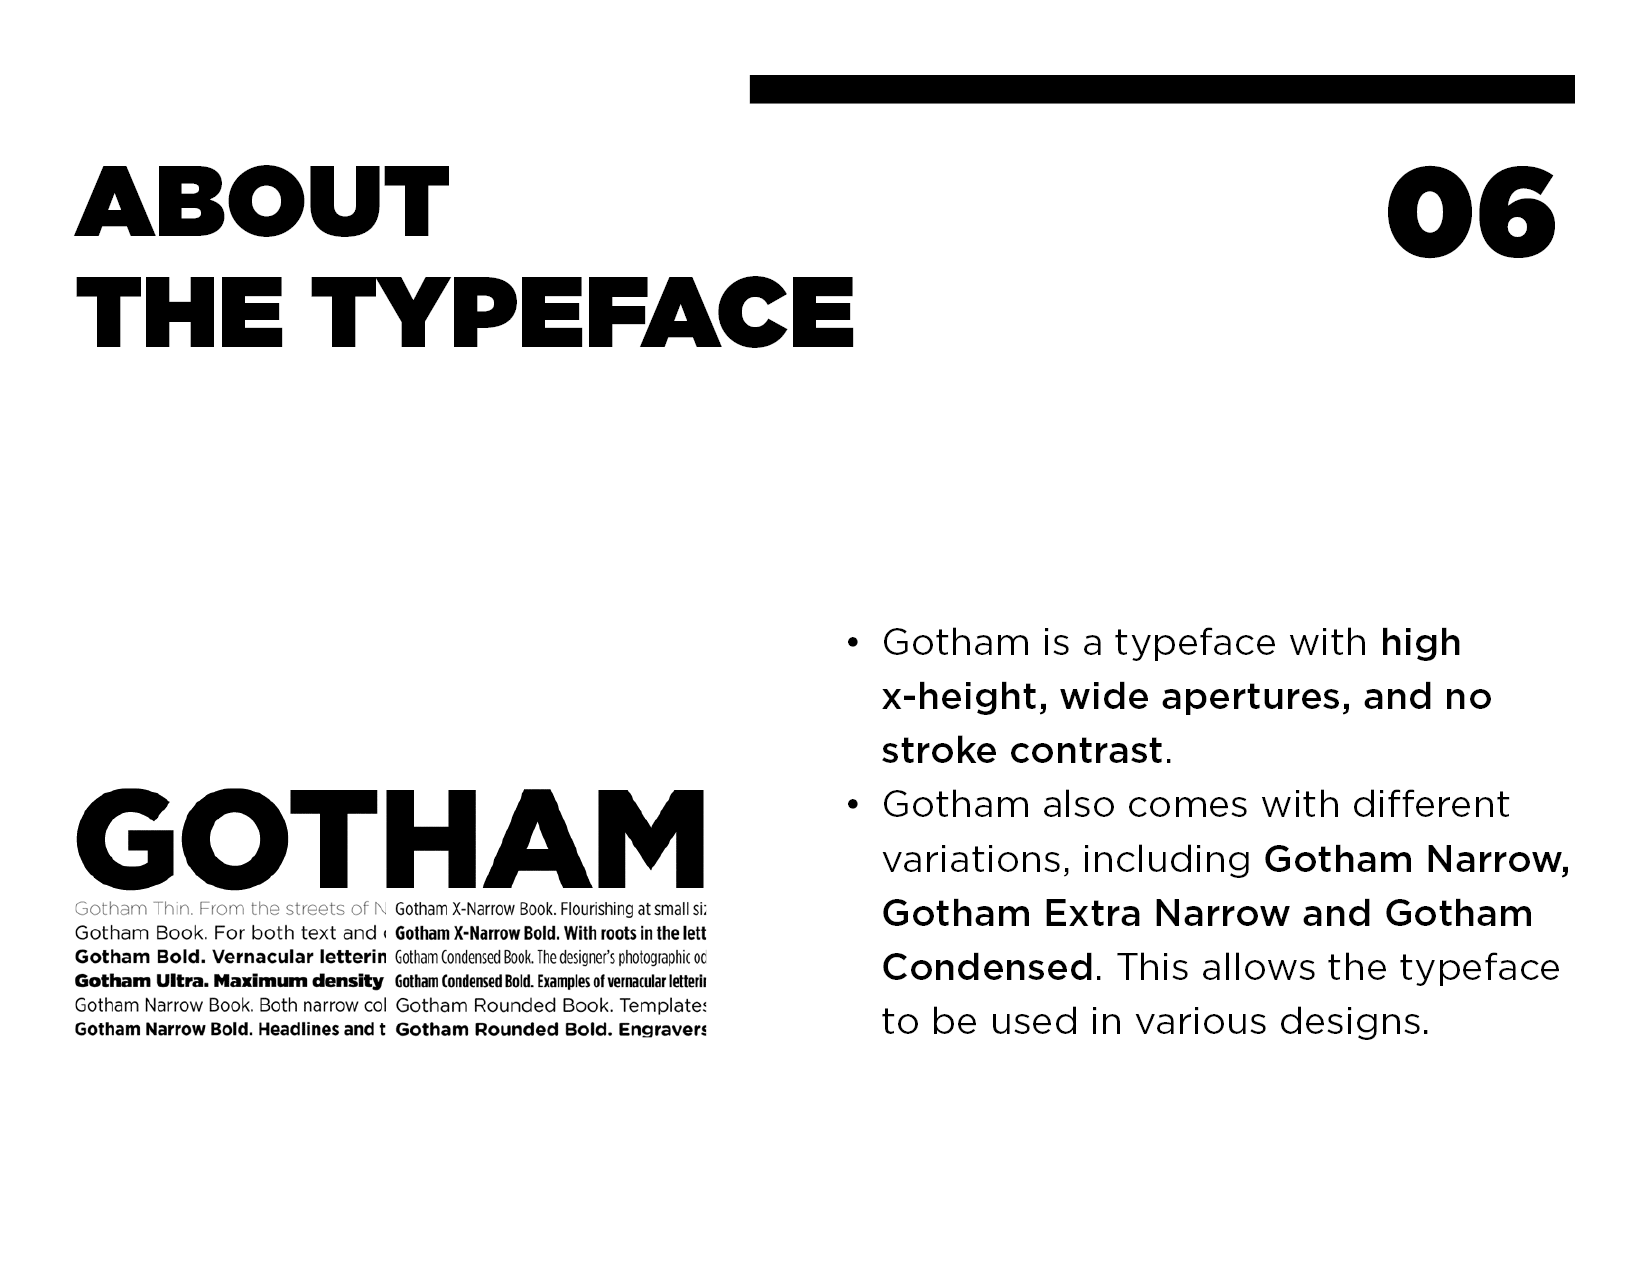 ABOUT
THE TYPEFACE
06
GOTHAM
Gotham Thin. From the streets of N
Gotham Book. For both text and
Gotham Bold. Vernacular letterin
Gotham Ultra. Maximum density
Gotham Narrow Book. Both narrow col
Gotham Narrow Bold. Headlines and t
Gotham X-Narrow Book. Flourishing at small
Gotham X-Narrow Bold. With roots in the lett
Gotham Condensed Book. The designer's photographic
Gotham Condensed Bold. Examples of vernacular
Gotham Rounded Book. Templates
Gotham Rounded Bold. Engravers
• Gotham is a typeface with high
x-height, wide apertures, and no
stroke contrast.
• Gotham also comes with different
variations, including Gotham Narrow,
Gotham Extra Narrow and Gotham
Condensed. This allows the typeface
to be used in various designs.